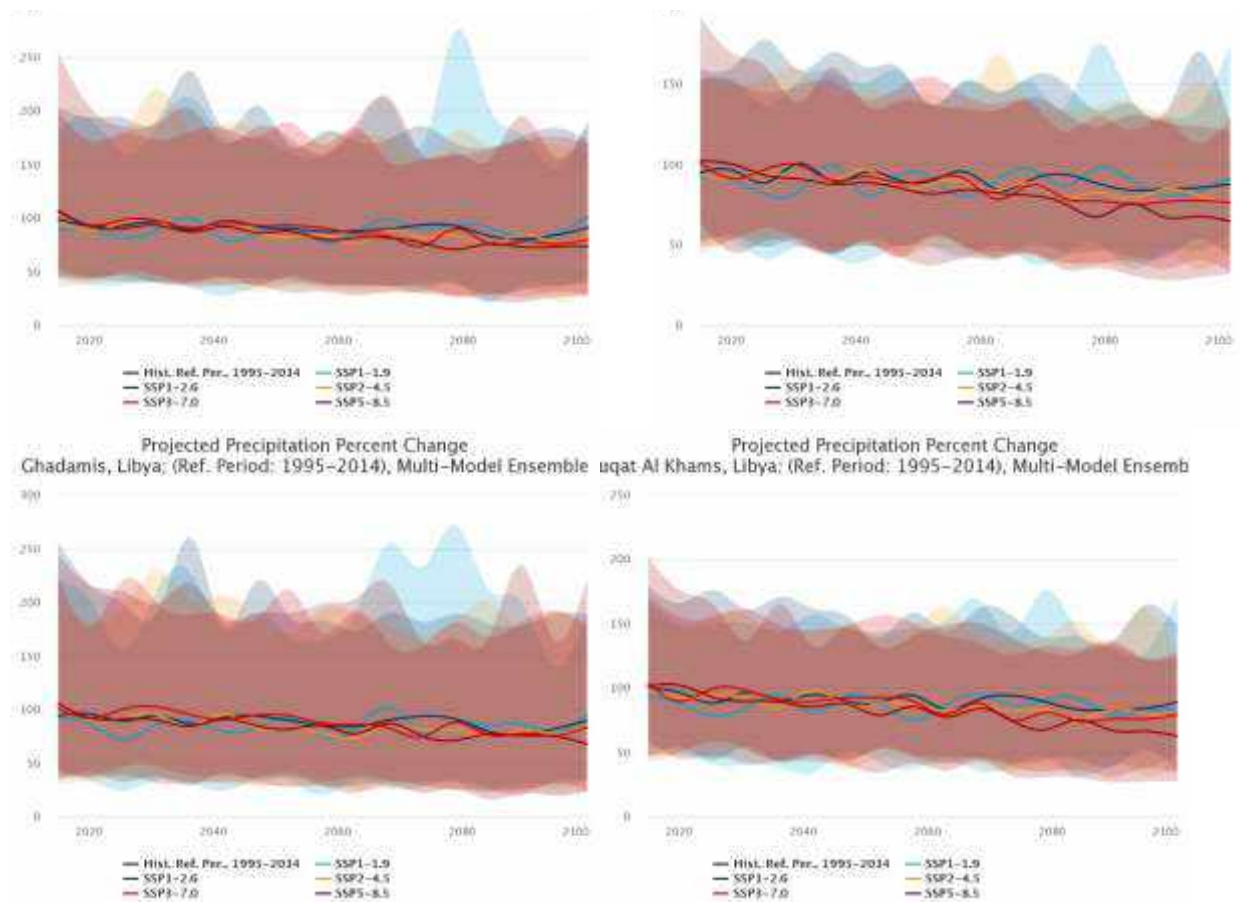 250 150
200
150 100
100
50 50
0 0
2020 2040 2060 2080 2100 2020 2040 2060 2080 2100
Hist. Ref. Per., 1995–2014 SSP1–1.9 Hist. Ref. Per., 1995–2014 SSP1–1.9
SSP1–2.6 SSP2–4.5 SSP1–2.6 SSP2–4.5
SSP3–7.0 SSP5–8.5 SSP3–7.0 SSP5–8.5
Projected Precipitation Percent Change Projected Precipitation Percent Change
Ghadamis, Libya; (Ref. Period: 1995–2014), Multi–Model Ensemble uqat Al Khams, Libya; (Ref. Period: 1995–2014), Multi–Model Ensemb
300 250
250 200
200 150
150 100
100
50 50
0 0
2020 2040 2060 2080 2100 2020 2040 2060 2080 2100
Hist. Ref. Per., 1995–2014 SSP1–1.9 Hist. Ref. Per., 1995–2014 SSP1–1.9
SSP1–2.6 SSP2–4.5 SSP1–2.6 SSP2–4.5
SSP3–7.0 SSP5–8.5 SSP3–7.0 SSP5–8.5